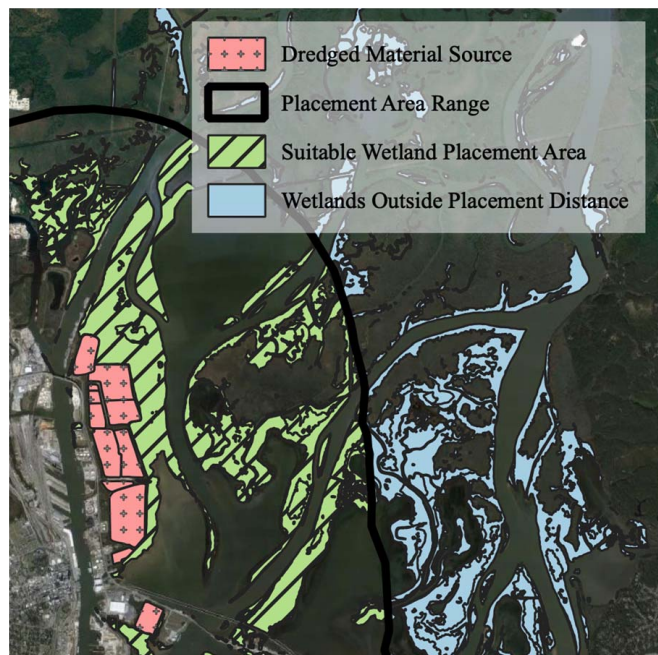 Dredged Material Source
Placement Area Range
Suitable Wetland Placement Area
Wetlands Outside Placement Distance